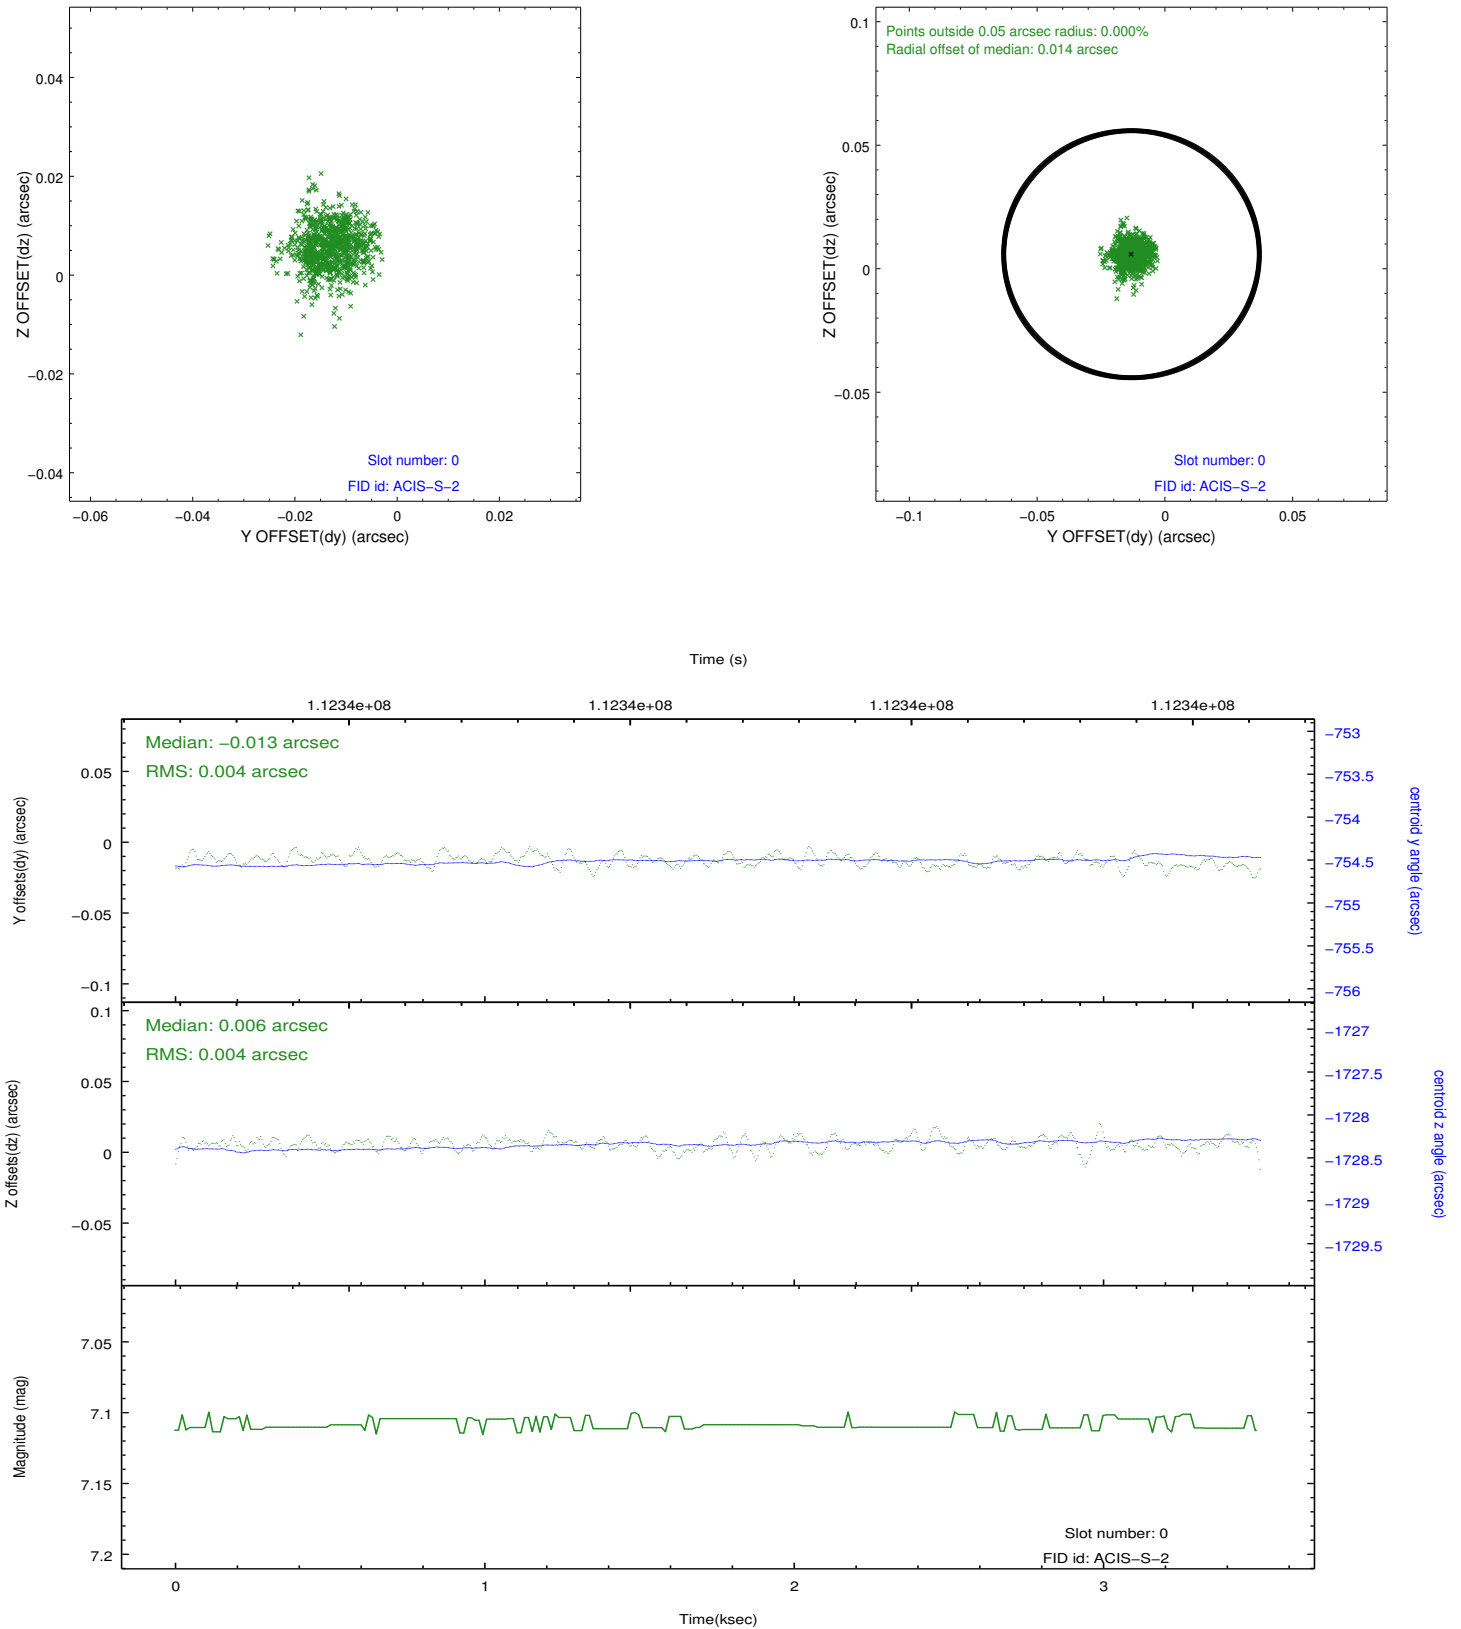 0.04
0.02
0
−0.02
−0.04
Z OFFSET(dz) (arcsec)
Slot number: 0
FID id: ACIS−S−2
−0.06 −0.04 −0.02 0 0.02
Y OFFSET(dy) (arcsec)
Points outside 0.05 arcsec radius: 0.000%
Radial offset of median: 0.014 arcsec
0.1
0.05
0
−0.05
Z OFFSET(dz) (arcsec)
Slot number: 0
FID id: ACIS−S−2
−0.1 −0.05 0 0.05
Y OFFSET(dy) (arcsec)
Time (s)
1.1234e+08 1.1234e+08 1.1234e+08 1.1234e+08
Median: −0.013 arcsec
RMS: 0.004 arcsec
0.05
0
−0.05
−0.1
Y offsets(dy) (arcsec)
−753
−753.5
−754
−754.5
−755
−755.5
−756
centroid y angle (arcsec)
Median: 0.006 arcsec
RMS: 0.004 arcsec
0.1
0.05
0
−0.05
Z offsets(dz) (arcsec)
−1727
−1727.5
−1728
−1728.5
−1729
−1729.5
centroid z angle (arcsec)
7.05
7.1
7.15
7.2
Magnitude (mag)
Slot number: 0
FID id: ACIS−S−2
0 1 2 3
Time(ksec)